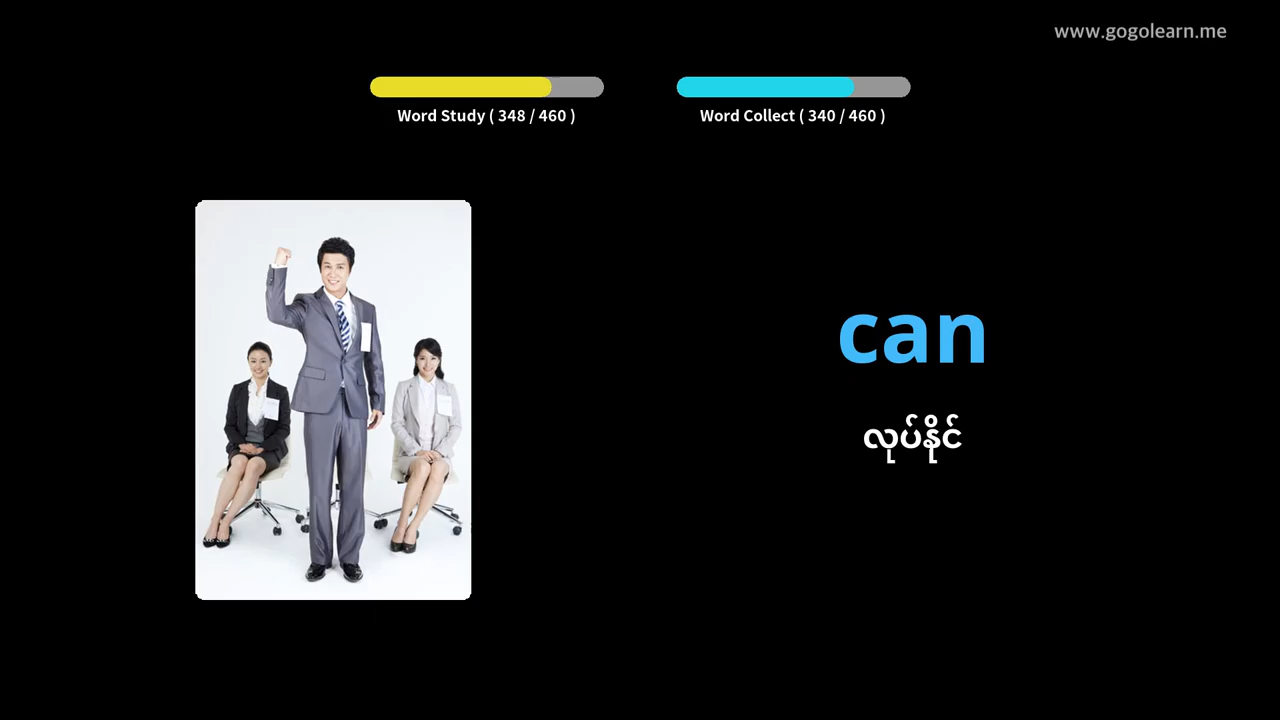 www.gogolearn.me
Word Study ( 348 / 460 )
Word Collect ( 340 / 460 )
can
လုပ်နိုင်